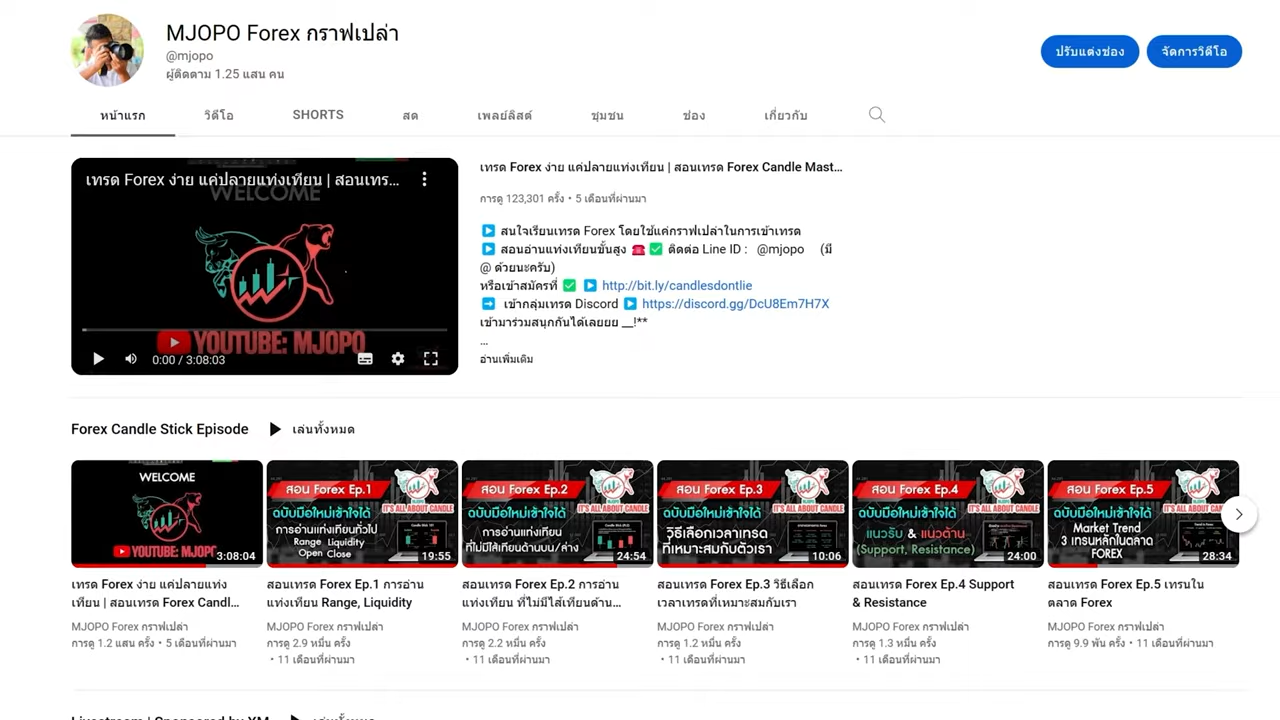 MJOPO Forex กราฟเปล่า
@mjopo
ผู้ติดตาม 1.25 แสน คน
ปรับแต่งช่อง
จัดการวิดีโอ
หน้าแรก วิดีโอ SHORTS สด เพลย์ลิสต์ ชุมชน ช่อง เกี่ยวกับ
เทรด Forex ง่าย แค่ปลายแท่งเทียน | สอนเทร...
WELCOME
YOUTUBE: MJOPO
0:00 / 3:08:03
เทรด Forex ง่าย แค่ปลายแท่งเทียน | สอนเทรด Forex Candle Mast...
การดู 123,301 ครั้ง • 5 เดือนที่ผ่านมา
สนใจเรียนเทรด Forex โดยใช้แค่กราฟเปล่าในการเข้าเทรด
สอนอ่านแท่งเทียนขั้นสูง ☎️ ✅ ติดต่อ Line ID : @mjopo (มี
@ ด้วยนะครับ)
หรือเข้าสมัครที่ ✅ ▶️ http://bit.ly/candlesdontlie
➡️ เข้ากลุ่มเทรด Discord ▶️ https://discord.gg/DcU8Em7H7X
เข้ามาร่วมสนุกกันได้เลยยย __!**
...
อ่านเพิ่มเติม
Forex Candle Stick Episode ▶ เล่นทั้งหมด
WELCOME
YOUTUBE: MJOPO
3:08:04
เทรด Forex ง่าย แค่ปลายแท่ง
เทียน | สอนเทรด Forex Candl...
MJOPO Forex กราฟเปล่า
การดู 1.2 แสน ครั้ง • 5 เดือนที่ผ่านมา
สอน Forex Ep.1
IT'S ALL ABOUT CANDLE
ฉบับมือใหม่เข้าใจได้
การอ่านแท่งเทียนทั่วไป
Range Liquidity
Open Close
19:55
สอนเทรด Forex Ep.1 การอ่าน
แท่งเทียน Range, Liquidity
MJOPO Forex กราฟเปล่า
การดู 2.9 หมื่น ครั้ง
• 11 เดือนที่ผ่านมา
สอน Forex Ep.2
IT'S ALL ABOUT CANDLE
ฉบับมือใหม่เข้าใจได้
การอ่านแท่งเทียน
ที่ไม่มีไส้เทียนด้านบน/ล่าง
24:54
สอนเทรด Forex Ep.2 การอ่าน
แท่งเทียน ที่ไม่มีไส้เทียนด้าน...
MJOPO Forex กราฟเปล่า
การดู 2.2 หมื่น ครั้ง
• 11 เดือนที่ผ่านมา
สอน Forex Ep.3
IT'S ALL ABOUT CANDLE
ฉบับมือใหม่เข้าใจได้
วิธีเลือกเวลาเทรด
ที่เหมาะสมกับตัวเรา
10:06
สอนเทรด Forex Ep.3 วิธีเลือก
เวลาเทรดที่เหมาะสมกับเรา
MJOPO Forex กราฟเปล่า
การดู 1.2 หมื่น ครั้ง
• 11 เดือนที่ผ่านมา
สอน Forex Ep.4
IT'S ALL ABOUT CANDLE
ฉบับมือใหม่เข้าใจได้
แนวรับ & แนวต้าน
(Support, Resistance)
24:00
สอนเทรด Forex Ep.4 Support
& Resistance
MJOPO Forex กราฟเปล่า
การดู 1.3 หมื่น ครั้ง
• 11 เดือนที่ผ่านมา
สอน Forex Ep.5
IT'S ALL ABOUT CANDLE
ฉบับมือใหม่เข้าใจได้
Market Trend
3 เทรนหลักในตลาด
FOREX
28:34
สอนเทรด Forex Ep.5 เทรนใน
ตลาด Forex
MJOPO Forex กราฟเปล่า
การดู 9.9 พัน ครั้ง • 11 เดือนที่ผ่านมา
Livestream | Sponsored by XM ▶ เล่นทั้งหมด